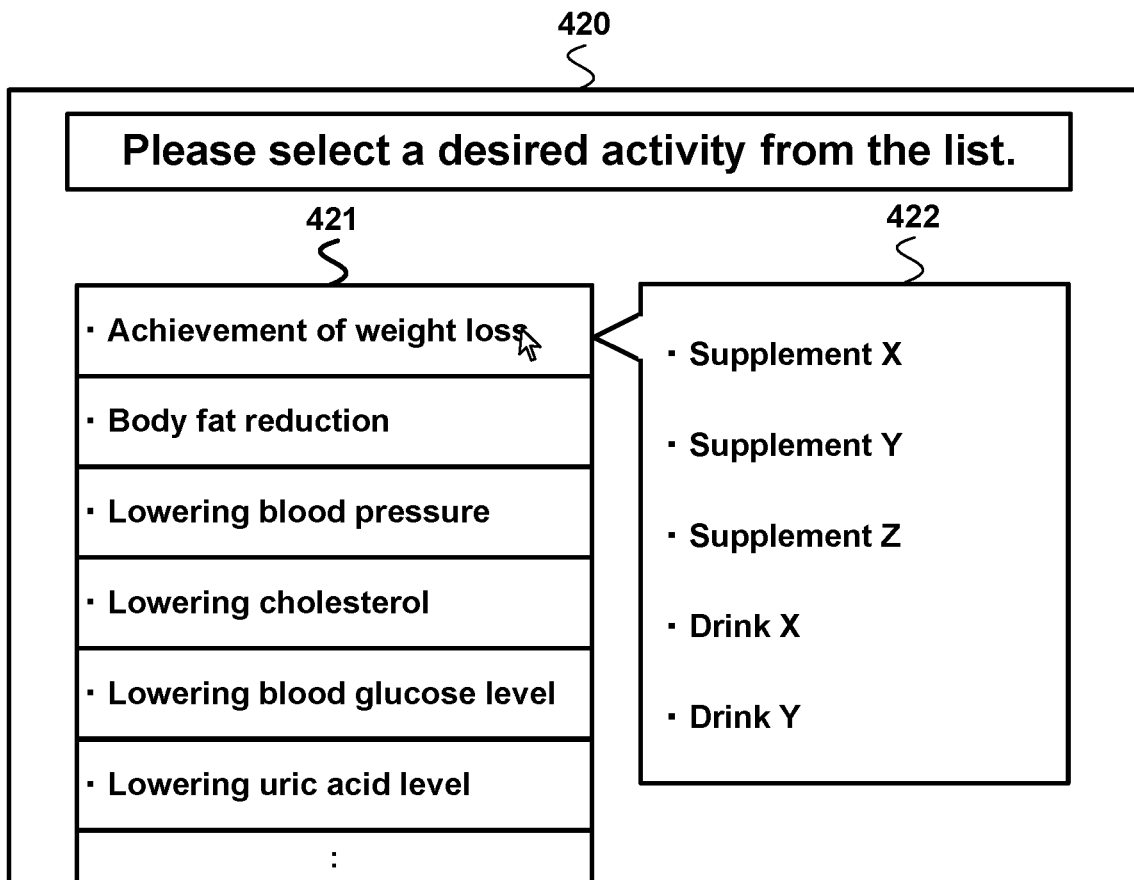 420
Please select a desired activity from the list.
421
422
· Achievement of weight loss
· Body fat reduction
· Lowering blood pressure
· Lowering cholesterol
· Lowering blood glucose level
· Lowering uric acid level
:
· Supplement X
· Supplement Y
· Supplement Z
· Drink X
· Drink Y